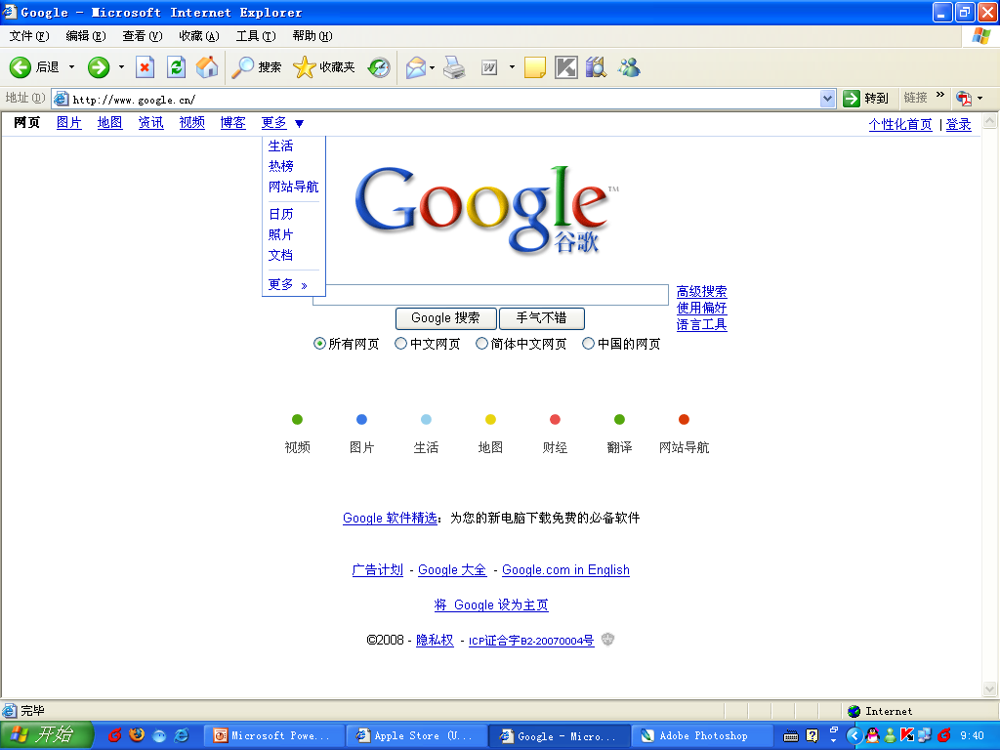 Google - Microsoft Internet Explorer
文件(F) 编辑(E) 查看(V) 收藏(A) 工具(T) 帮助(H)
后退 搜索 收藏夹
地址(D) http://www.google.cn/ 转到 链接 »
网页 图片 地图 资讯 视频 博客 更多 ▼ 个性化首页 | 登录
生活
热榜
网站导航
日历
照片
文档
更多 »
Google™
谷歌
高级搜索
使用偏好
语言工具
Google 搜索 手气不错
所有网页 中文网页 简体中文网页 中国的网页
视频 图片 生活 地图 财经 翻译 网站导航
Google 软件精选: 为您的新电脑下载免费的必备软件
广告计划 - Google 大全 - Google.com in English
将 Google 设为主页
©2008 - 隐私权 - ICP证合字B2-20070004号
完毕 Internet
开始 Microsoft Powe... Apple Store (U... Google - Micro... Adobe Photoshop 9:40